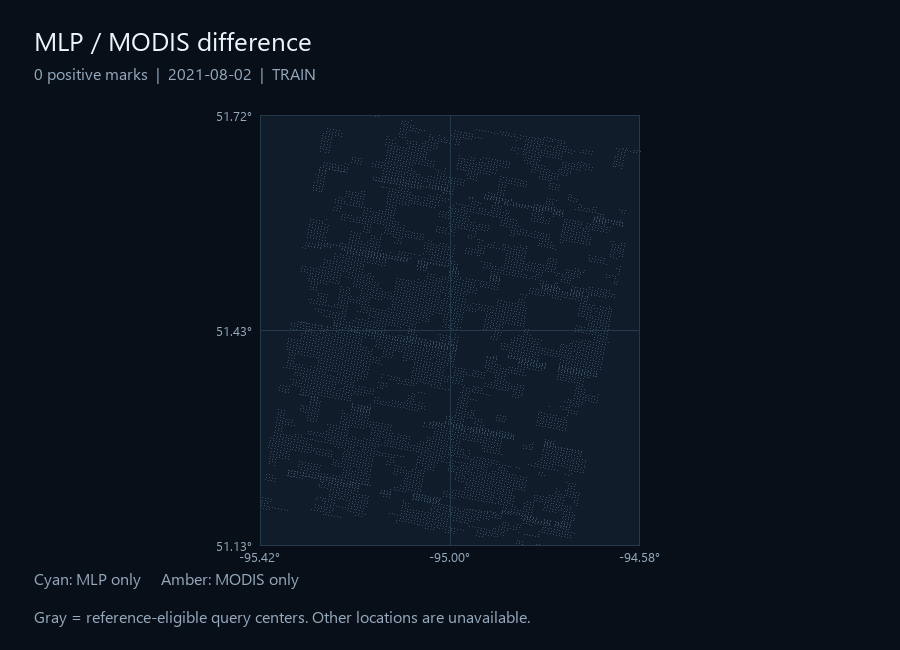 MLP / MODIS difference
0 positive marks | 2021-08-02 | TRAIN
51.72°
51.43°
51.13°
-95.42° -95.00° -94.58°
Cyan: MLP only Amber: MODIS only
Gray = reference-eligible query centers. Other locations are unavailable.